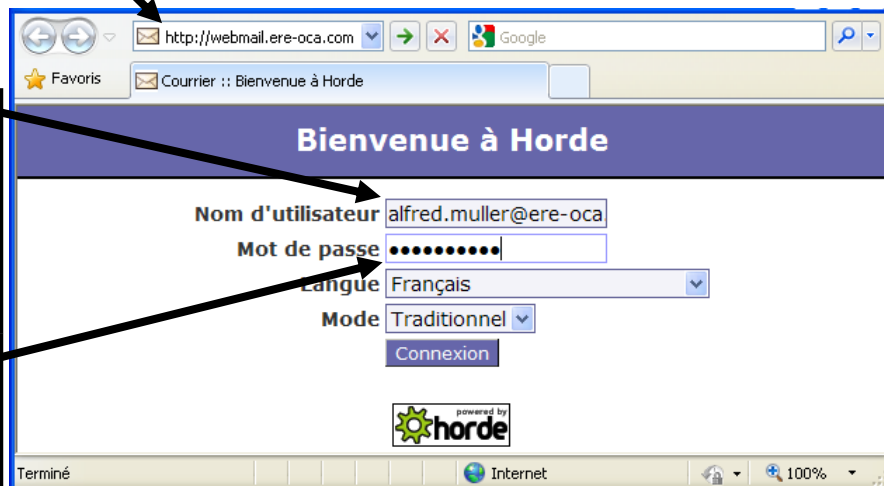 http://webmail.ere-oca.com Google
Favoris Courrier :: Bienvenue à Horde
Bienvenue à Horde
Nom d'utilisateur alfred.muller@ere-oca.
Mot de passe ••••••••••
Langue Français
Mode Traditionnel
Connexion
powered by
horde
Terminé Internet 100%